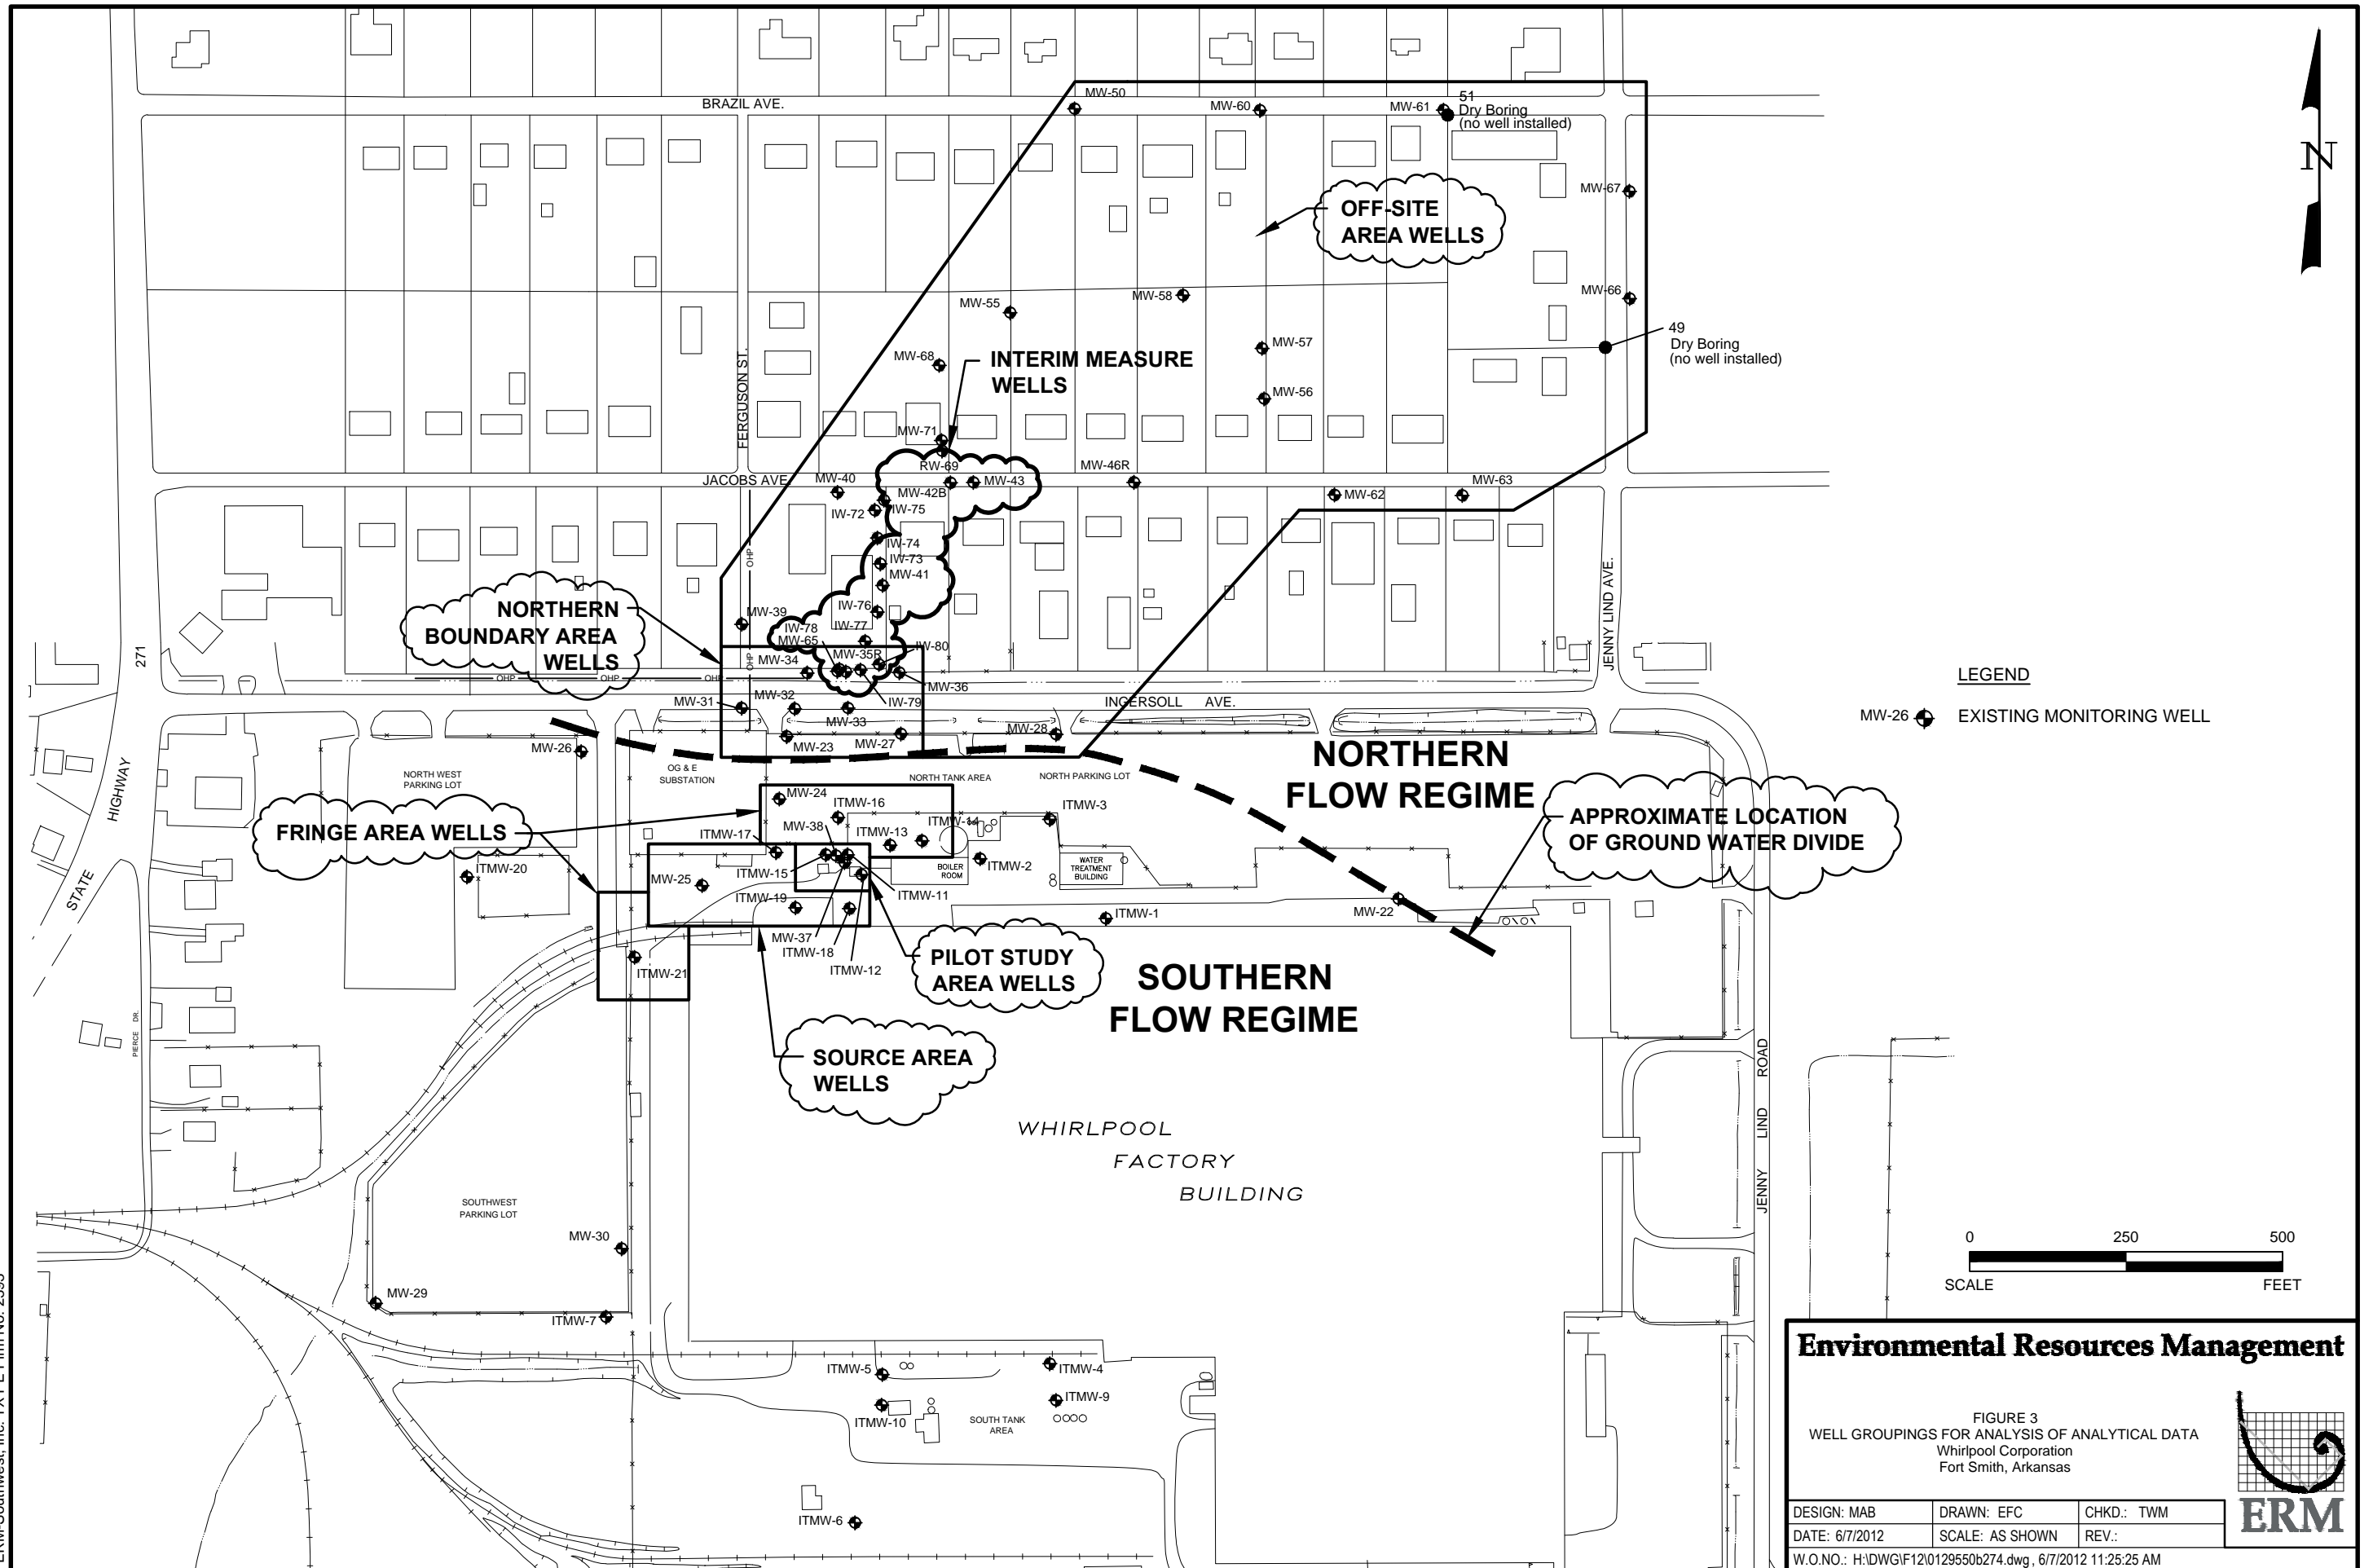 BRAZIL AVE.
MW-50
MW-60
MW-61
51
Dry Boring
(no well installed)
N
MW-67
OFF-SITE
AREA WELLS
MW-66
MW-58
MW-55
49
Dry Boring
(no well installed)
MW-57
MW-68
INTERIM MEASURE
WELLS
MW-56
FERGUSON ST.
MW-71
RW-69
MW-46R
JACOBS AVE.
MW-40
MW-42B
MW-43
MW-62
MW-63
IW-72
IW-75
IW-74
IW-73
MW-41
OHP
JENNY LIND AVE.
NORTHERN
BOUNDARY AREA
WELLS
MW-39
IW-76
IW-78
IW-77
MW-65
IW-80
MW-34
MW-35R
OHP
271
OHP
OHP
OHP
MW-36
LEGEND
MW-31
MW-32
IW-79
INGERSOLL AVE.
MW-33
MW-26
EXISTING MONITORING WELL
MW-26
MW-23
MW-27
MW-28
NORTHERN
FLOW REGIME
NORTH WEST
PARKING LOT
OG & E
SUBSTATION
NORTH TANK AREA
NORTH PARKING LOT
STATE
HIGHWAY
MW-24
ITMW-16
ITMW-3
APPROXIMATE LOCATION
OF GROUND WATER DIVIDE
FRINGE AREA WELLS
ITMW-17
MW-38
ITMW-13
ITMW-14
ITMW-20
MW-25
ITMW-15
BOILER
ROOM
ITMW-2
WATER
TREATMENT
BUILDING
ITMW-11
ITMW-19
MW-22
ITMW-1
MW-37
ITMW-18
ITMW-12
ITMW-21
PILOT STUDY
AREA WELLS
SOUTHERN
FLOW REGIME
PIERCE DR.
SOURCE AREA
WELLS
JENNY LIND ROAD
WHIRLPOOL
FACTORY
BUILDING
SOUTHWEST
PARKING LOT
MW-30
0 250 500
SCALE FEET
MW-29
ITMW-7
ITMW-5
ITMW-4
ITMW-9
ITMW-10
SOUTH TANK
AREA
ITMW-6
Environmental Resources Management
FIGURE 3
WELL GROUPINGS FOR ANALYSIS OF ANALYTICAL DATA
Whirlpool Corporation
Fort Smith, Arkansas
ERM
DESIGN: MAB DRAWN: EFC CHKD.: TWM
DATE: 6/7/2012 SCALE: AS SHOWN REV.:
W.O.NO.: H:\DWG\F12\0129550b274.dwg, 6/7/2012 11:25:25 AM